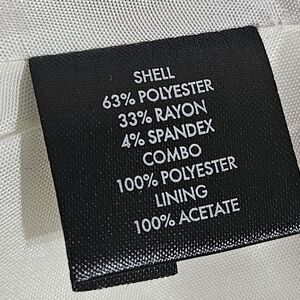 SHELL
63% POLYESTER
33% RAYON
4% SPANDEX
COMBO
100% POLYESTER
LINING
100% ACETATE